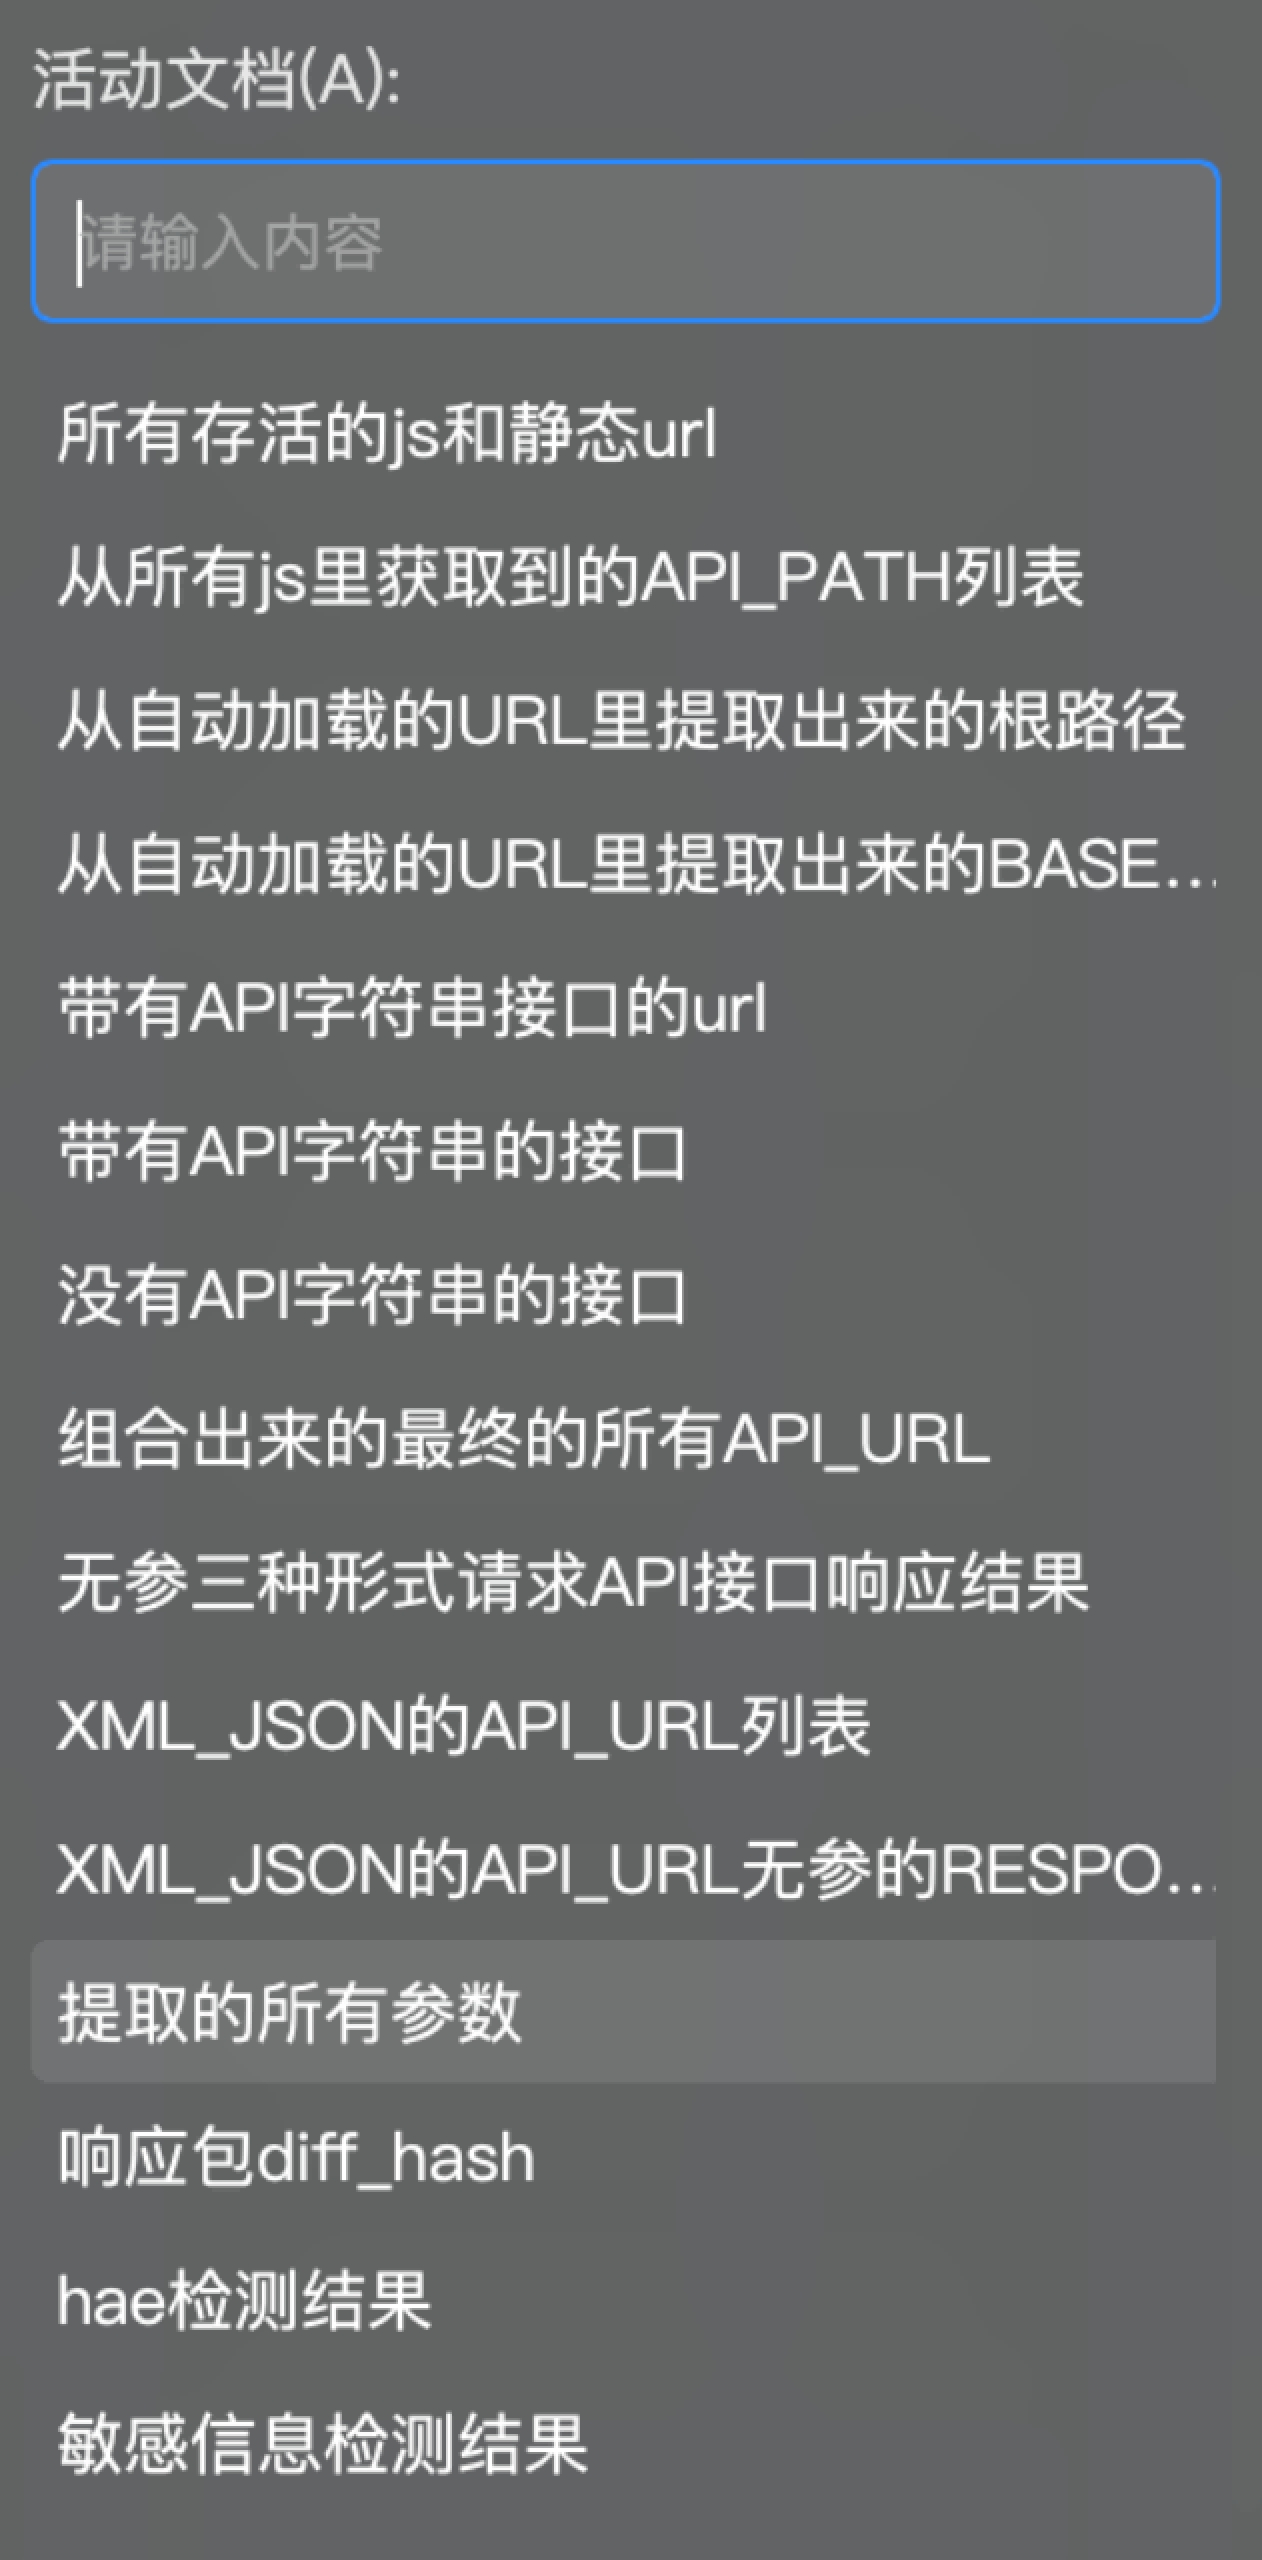 活动文档(A):
请输入内容
所有存活的js和静态url
从所有js里获取到的API_PATH列表
从自动加载的URL里提取出来的根路径
从自动加载的URL里提取出来的BASE...
带有API字符串接口的url
带有API字符串的接口
没有API字符串的接口
组合出来的最终的所有API_URL
无参三种形式请求API接口响应结果
XML_JSON的API_URL列表
XML_JSON的API_URL无参的RESPO...
提取的所有参数
响应包diff_hash
hae检测结果
敏感信息检测结果